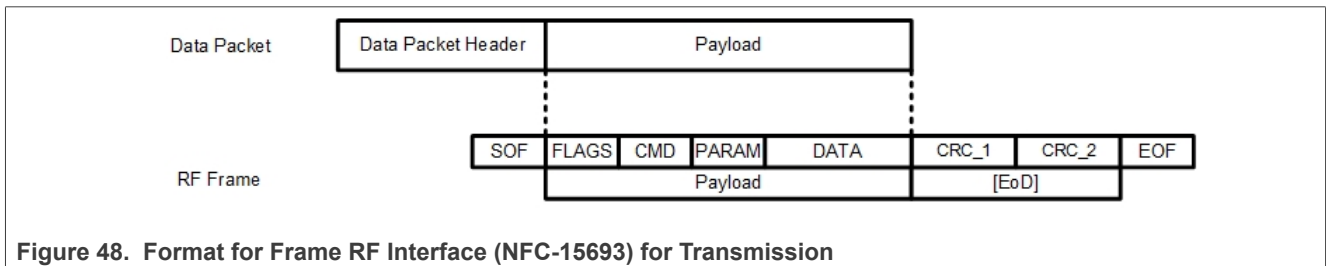 Data Packet Data Packet Header Payload
SOF FLAGS CMD PARAM DATA CRC_1 CRC_2 EOF
RF Frame Payload [EoD]
Figure 48. Format for Frame RF Interface (NFC-15693) for Transmission